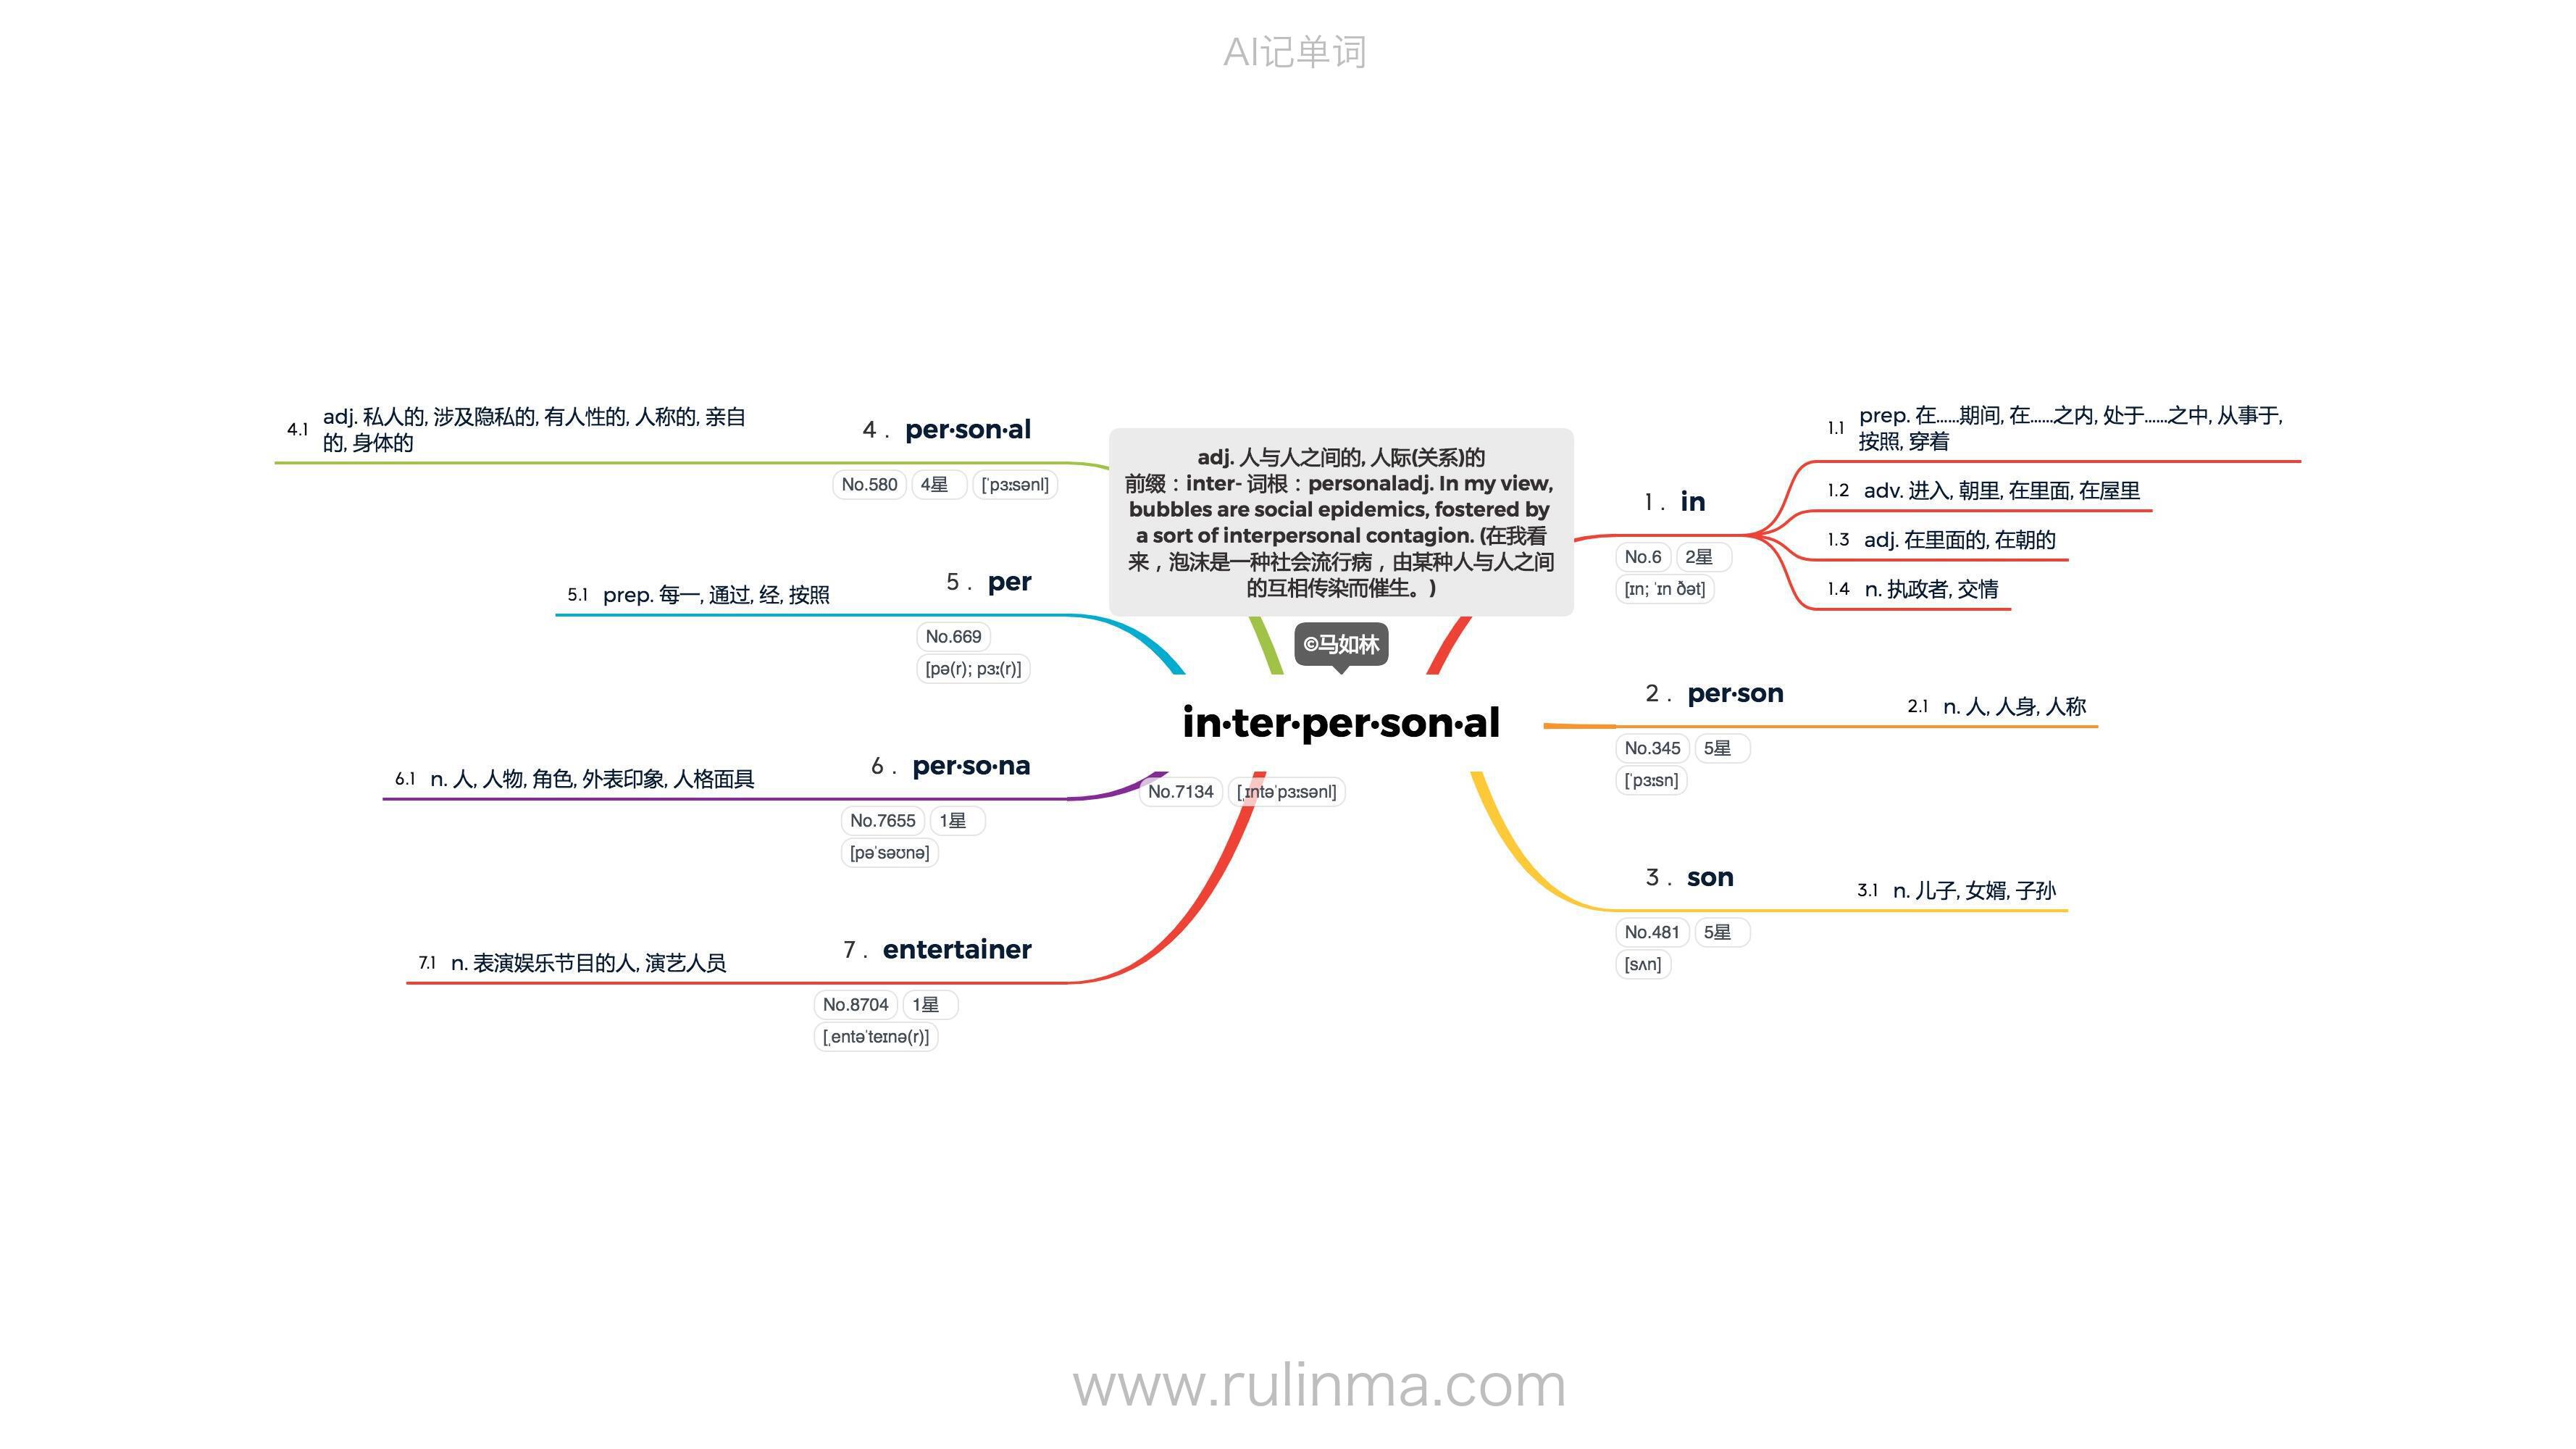 AI记单词
adj. 人与人之间的, 人际(关系)的
前缀：inter- 词根：personaladj. In my view,
bubbles are social epidemics, fostered by
a sort of interpersonal contagion. (在我看
来，泡沫是一种社会流行病，由某种人与人之间
的互相传染而催生。)
©马如林
in·ter·per·son·al
No.7134 [ˌɪntəˈpɜːsənl]
1 . in
No.6 2星
[ɪn; ˈɪn ðət]
1.1 prep. 在……期间, 在……之内, 处于……之中, 从事于,
按照, 穿着
1.2 adv. 进入, 朝里, 在里面, 在屋里
1.3 adj. 在里面的, 在朝的
1.4 n. 执政者, 交情
2 . per·son
No.345 5星
[ˈpɜːsn]
2.1 n. 人, 人身, 人称
3 . son
No.481 5星
[sʌn]
3.1 n. 儿子, 女婿, 子孙
4 . per·son·al
No.580 4星 [ˈpɜːsənl]
4.1 adj. 私人的, 涉及隐私的, 有人性的, 人称的, 亲自
的, 身体的
5 . per
No.669
[pə(r); pɜː(r)]
5.1 prep. 每一, 通过, 经, 按照
6 . per·so·na
No.7655 1星
[pəˈsəʊnə]
6.1 n. 人, 人物, 角色, 外表印象, 人格面具
7 . entertainer
No.8704 1星
[ˌentəˈteɪnə(r)]
7.1 n. 表演娱乐节目的人, 演艺人员
www.rulinma.com